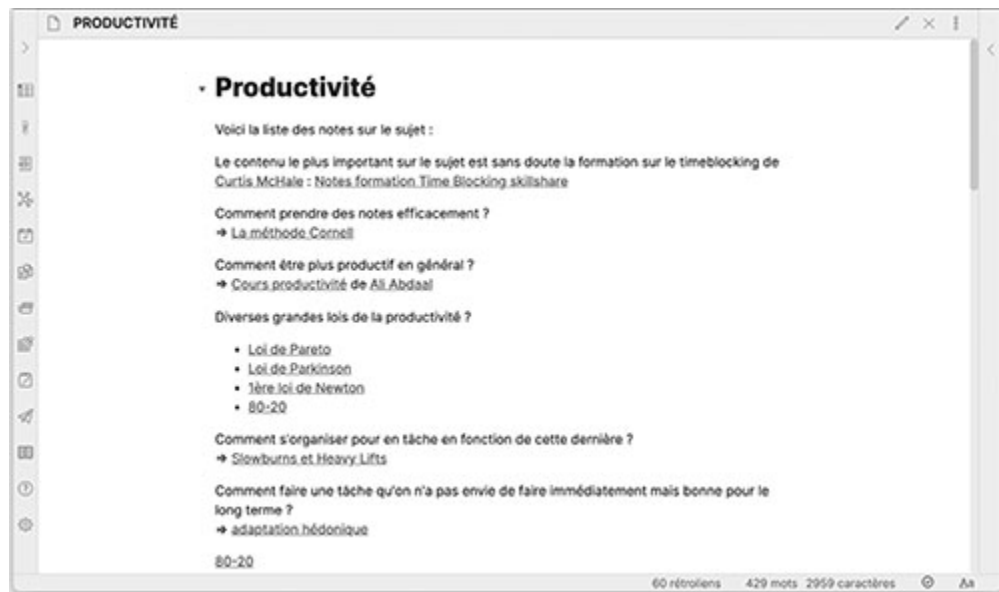 PRODUCTIVITÉ
Productivité
Voici la liste des notes sur le sujet :
Le contenu le plus important sur le sujet est sans doute la formation sur le timeblocking de
Curtis McHale : Notes formation Time Blocking skillshare
Comment prendre des notes efficacement ?
→ La méthode Cornell
Comment être plus productif en général ?
→ Cours productivité de Ali Abdaal
Diverses grandes lois de la productivité ?
• Loi de Pareto
• Loi de Parkinson
• 1ère loi de Newton
• 80-20
Comment s'organiser pour en tâche en fonction de cette dernière ?
→ Slowburns et Heavy Lifts
Comment faire une tâche qu'on n'a pas envie de faire immédiatement mais bonne pour le
long terme ?
→ adaptation hédonique
80-20
60 rétroliens 429 mots 2959 caractères Aa